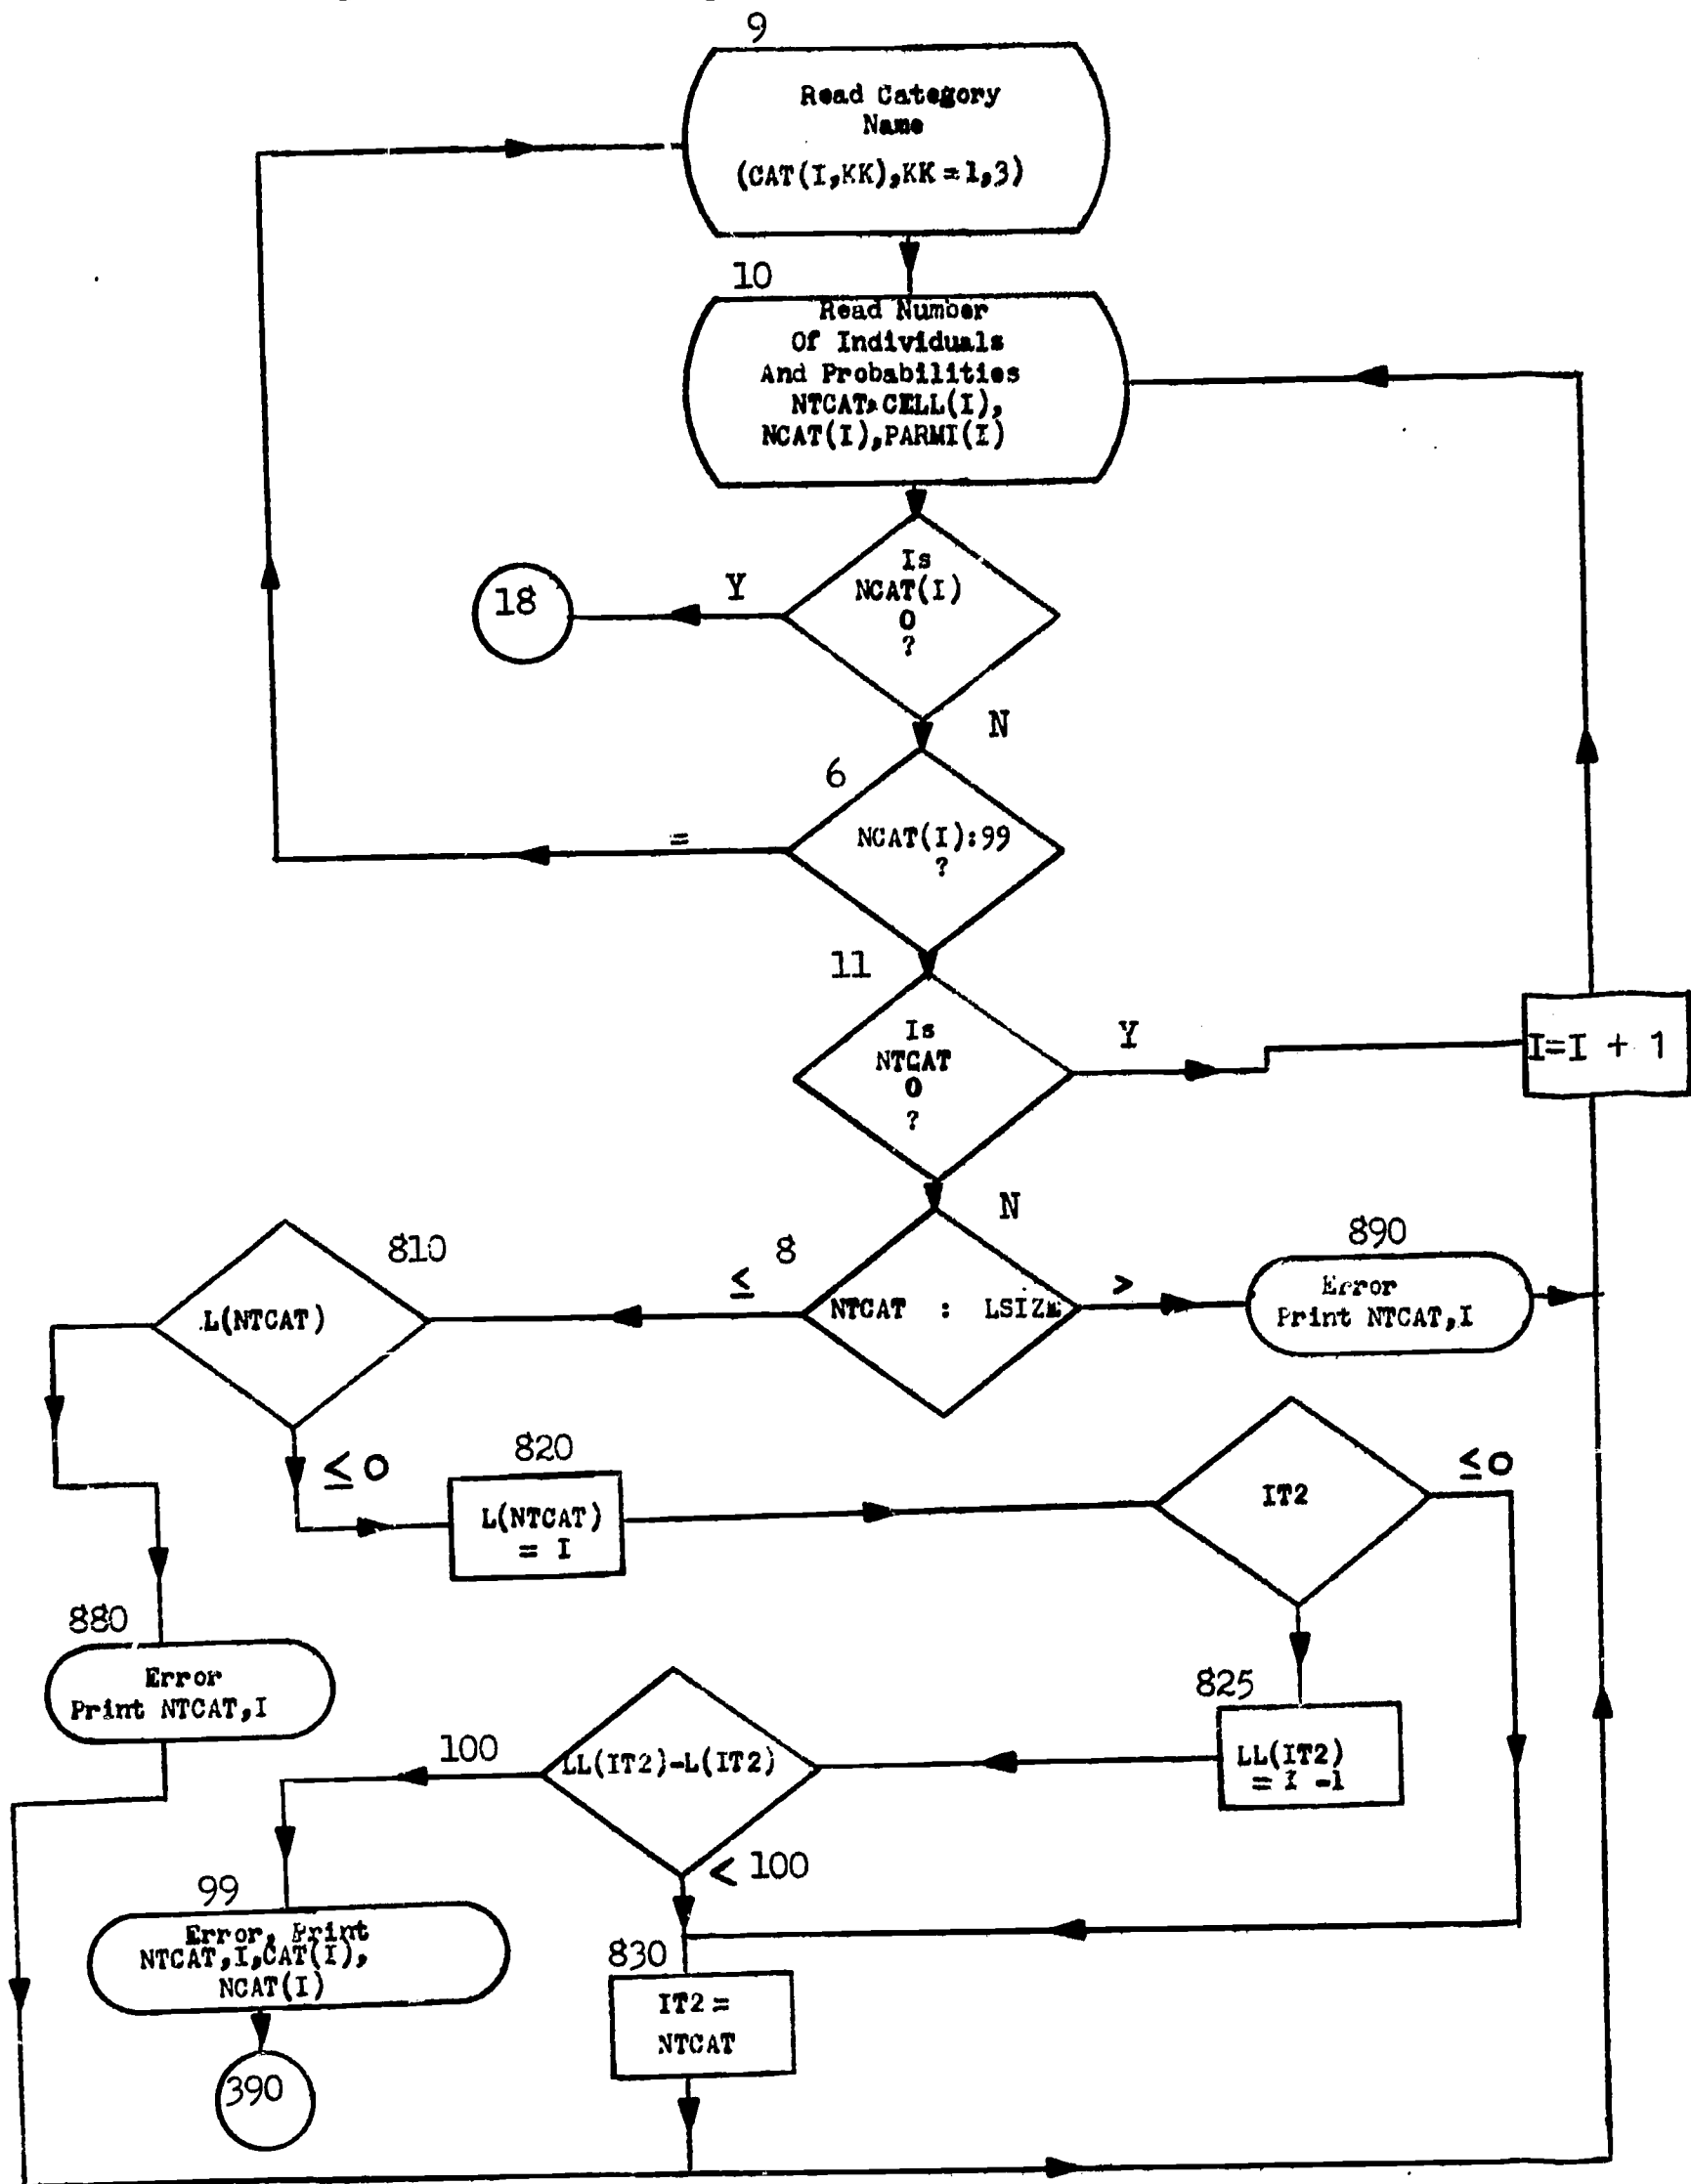 9
Read Category
Name
(CAT(I,KK),KK=1,3)
10
Read Number
Of Individuals
And Probabilities
NTCAT,CELL(I),
NCAT(I),PARMI(I)
Is
NCAT(I)
0
?
Y
18
N
6
NCAT(I):99
?
=
11
Is
NTCAT
0
?
Y
I=I + 1
N
8
NTCAT : LSIZE
≤
>
890
Error
Print NTCAT,I
810
L(NTCAT)
≤ 0
820
L(NTCAT)
= I
IT2
≤0
880
Error
Print NTCAT,I
825
LL(IT2)
= I -1
LL(IT2)-L(IT2)
100
< 100
99
Error, Print
NTCAT,I,CAT(I),
NCAT(I)
390
830
IT2 =
NTCAT